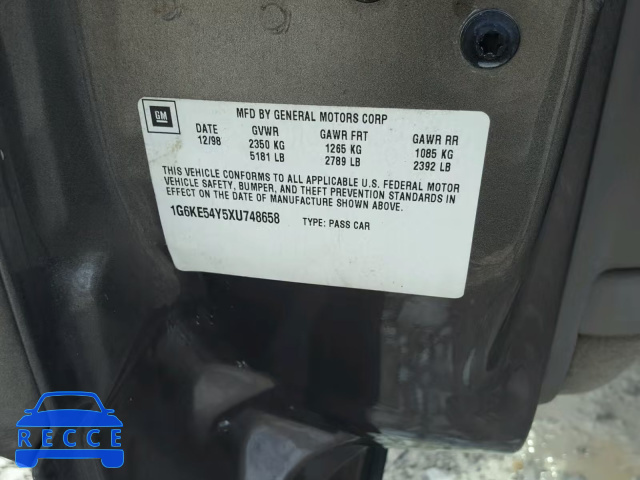 GM
MFD BY GENERAL MOTORS CORP
DATE GVWR GAWR FRT GAWR RR
12/98 2350 KG 1265 KG 1085 KG
5181 LB 2789 LB 2392 LB
THIS VEHICLE CONFORMS TO ALL APPLICABLE U.S. FEDERAL MOTOR
VEHICLE SAFETY, BUMPER, AND THEFT PREVENTION STANDARDS
IN EFFECT ON THE DATE OF MANUFACTURE SHOWN ABOVE.
1G6KE54Y5XU748658 TYPE: PASS CAR
RECCE